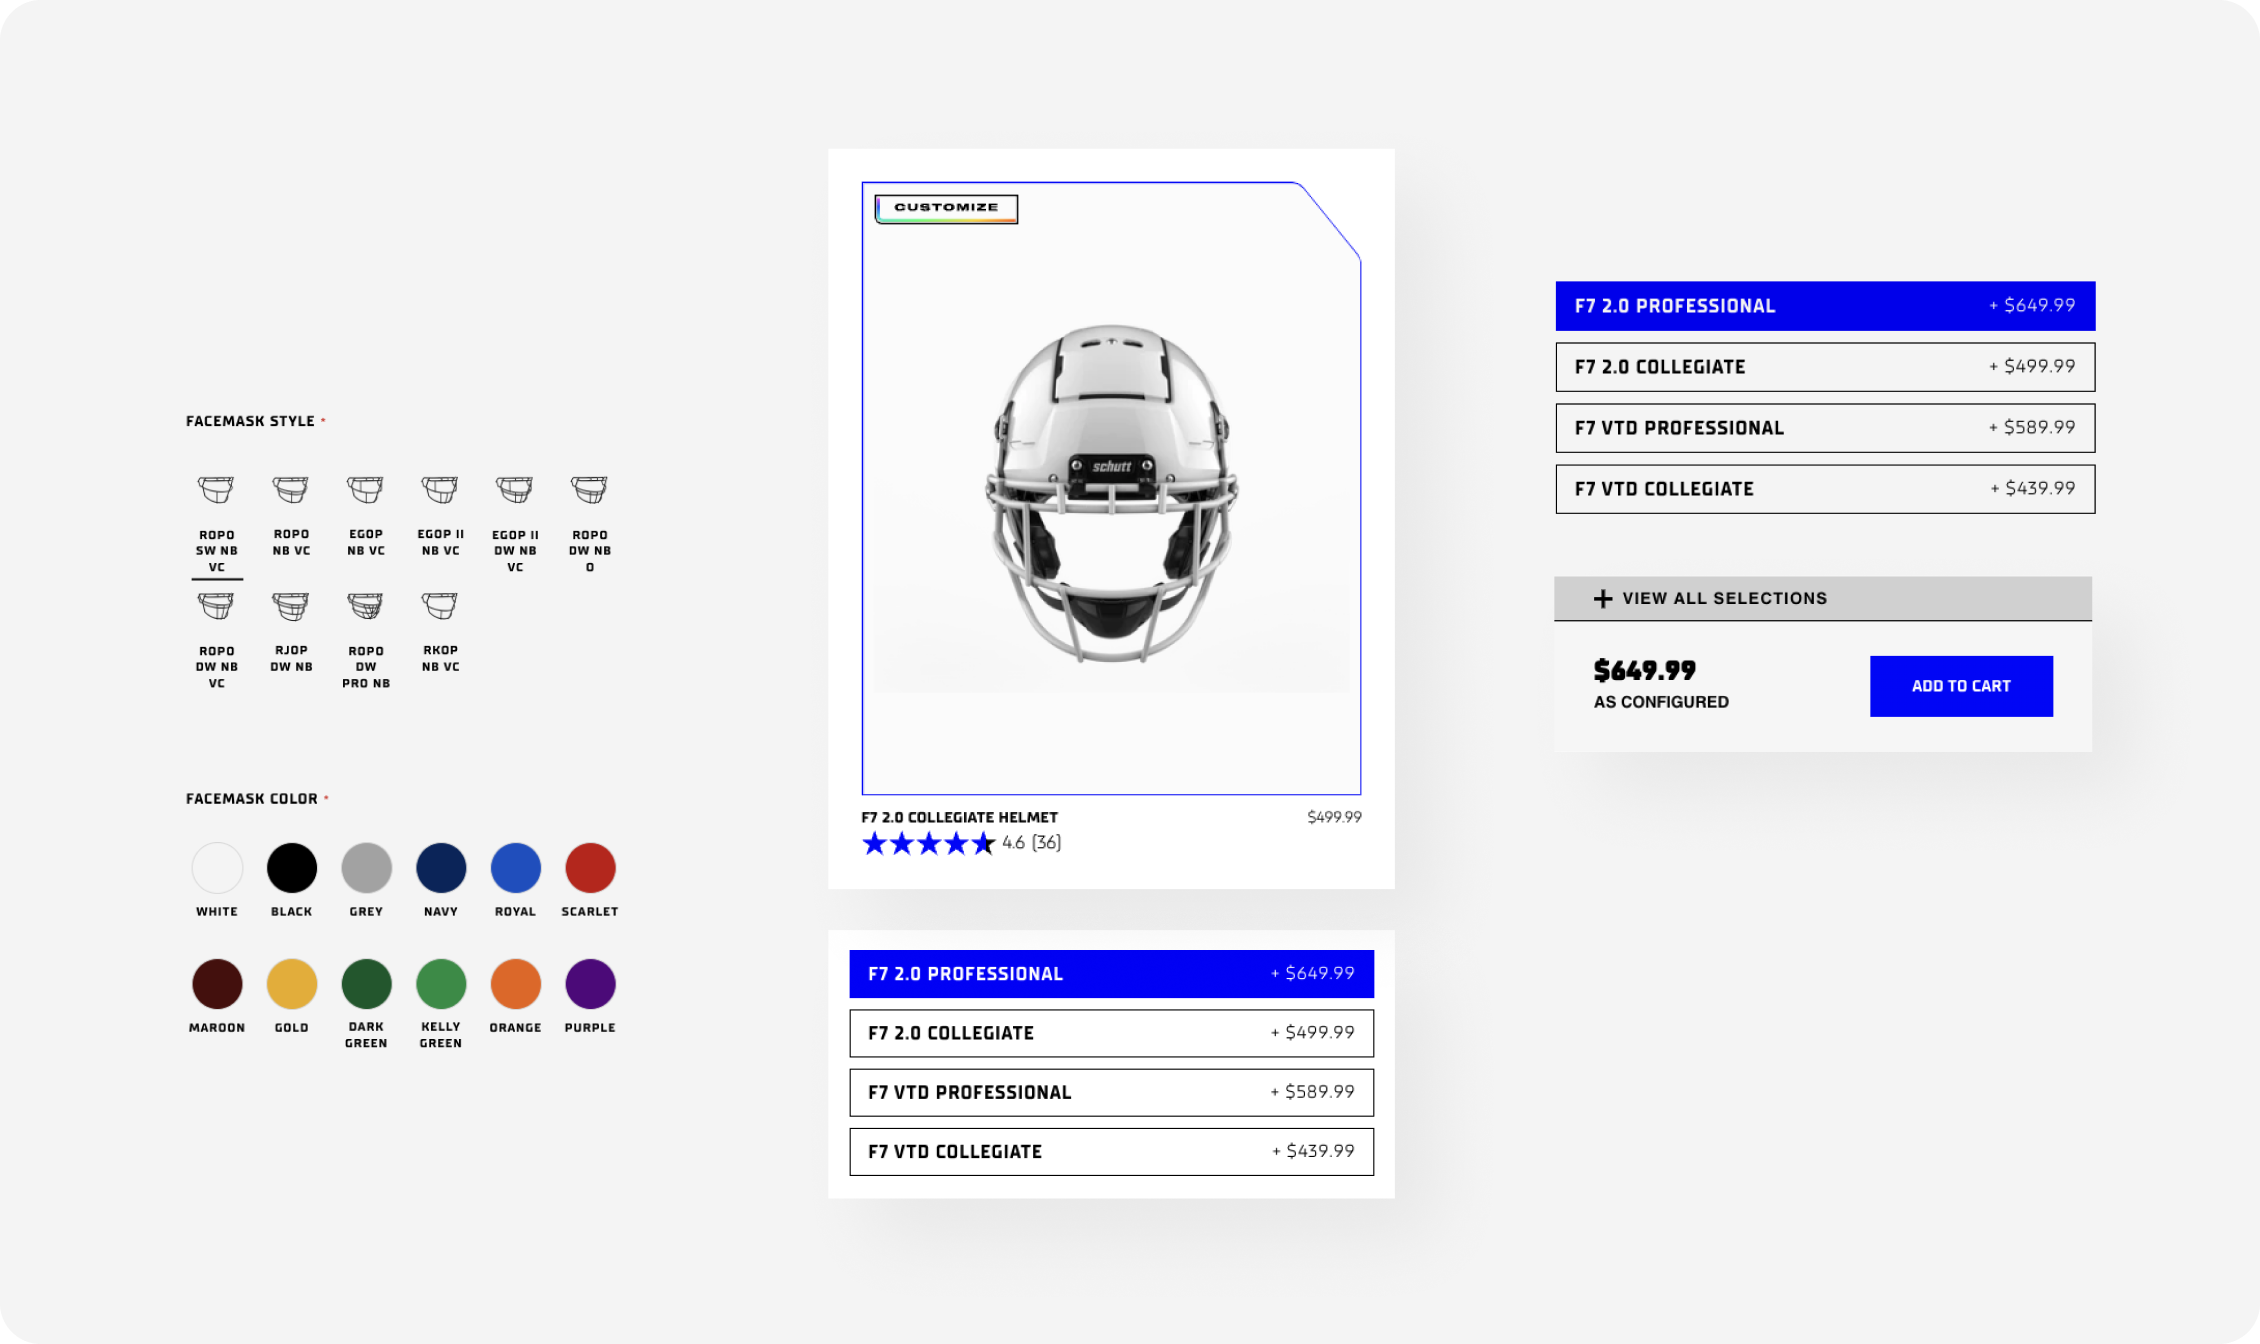 FACEMASK STYLE *
ROPO
SW NB
VC
ROPO
NB VC
EGOP
NB VC
EGOP II
NB VC
EGOP II
DW NB
VC
ROPO
DW NB
O
ROPO
DW NB
VC
RJOP
DW NB
ROPO
DW
PRO NB
RKOP
NB VC
FACEMASK COLOR *
WHITE
BLACK
GREY
NAVY
ROYAL
SCARLET
MAROON
GOLD
DARK
GREEN
KELLY
GREEN
ORANGE
PURPLE
CUSTOMIZE
schutt
F7 2.0 COLLEGIATE HELMET $499.99
4.6 (36)
F7 2.0 PROFESSIONAL + $649.99
F7 2.0 COLLEGIATE + $499.99
F7 VTD PROFESSIONAL + $589.99
F7 VTD COLLEGIATE + $439.99
F7 2.0 PROFESSIONAL + $649.99
F7 2.0 COLLEGIATE + $499.99
F7 VTD PROFESSIONAL + $589.99
F7 VTD COLLEGIATE + $439.99
+ VIEW ALL SELECTIONS
$649.99
AS CONFIGURED
ADD TO CART